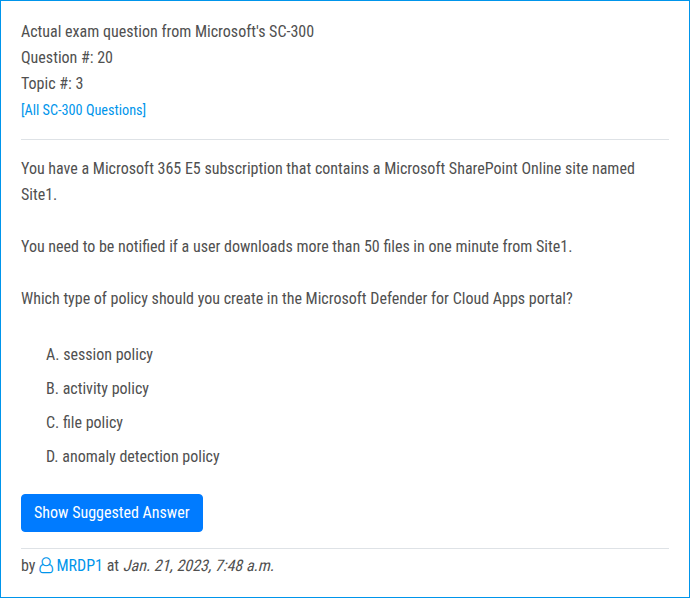 Actual exam question from Microsoft's SC-300
Question #: 20
Topic #: 3
[All SC-300 Questions]
You have a Microsoft 365 E5 subscription that contains a Microsoft SharePoint Online site named
Site1.
You need to be notified if a user downloads more than 50 files in one minute from Site1.
Which type of policy should you create in the Microsoft Defender for Cloud Apps portal?
A. session policy
B. activity policy
C. file policy
D. anomaly detection policy
Show Suggested Answer
by MRDP1 at Jan. 21, 2023, 7:48 a.m.